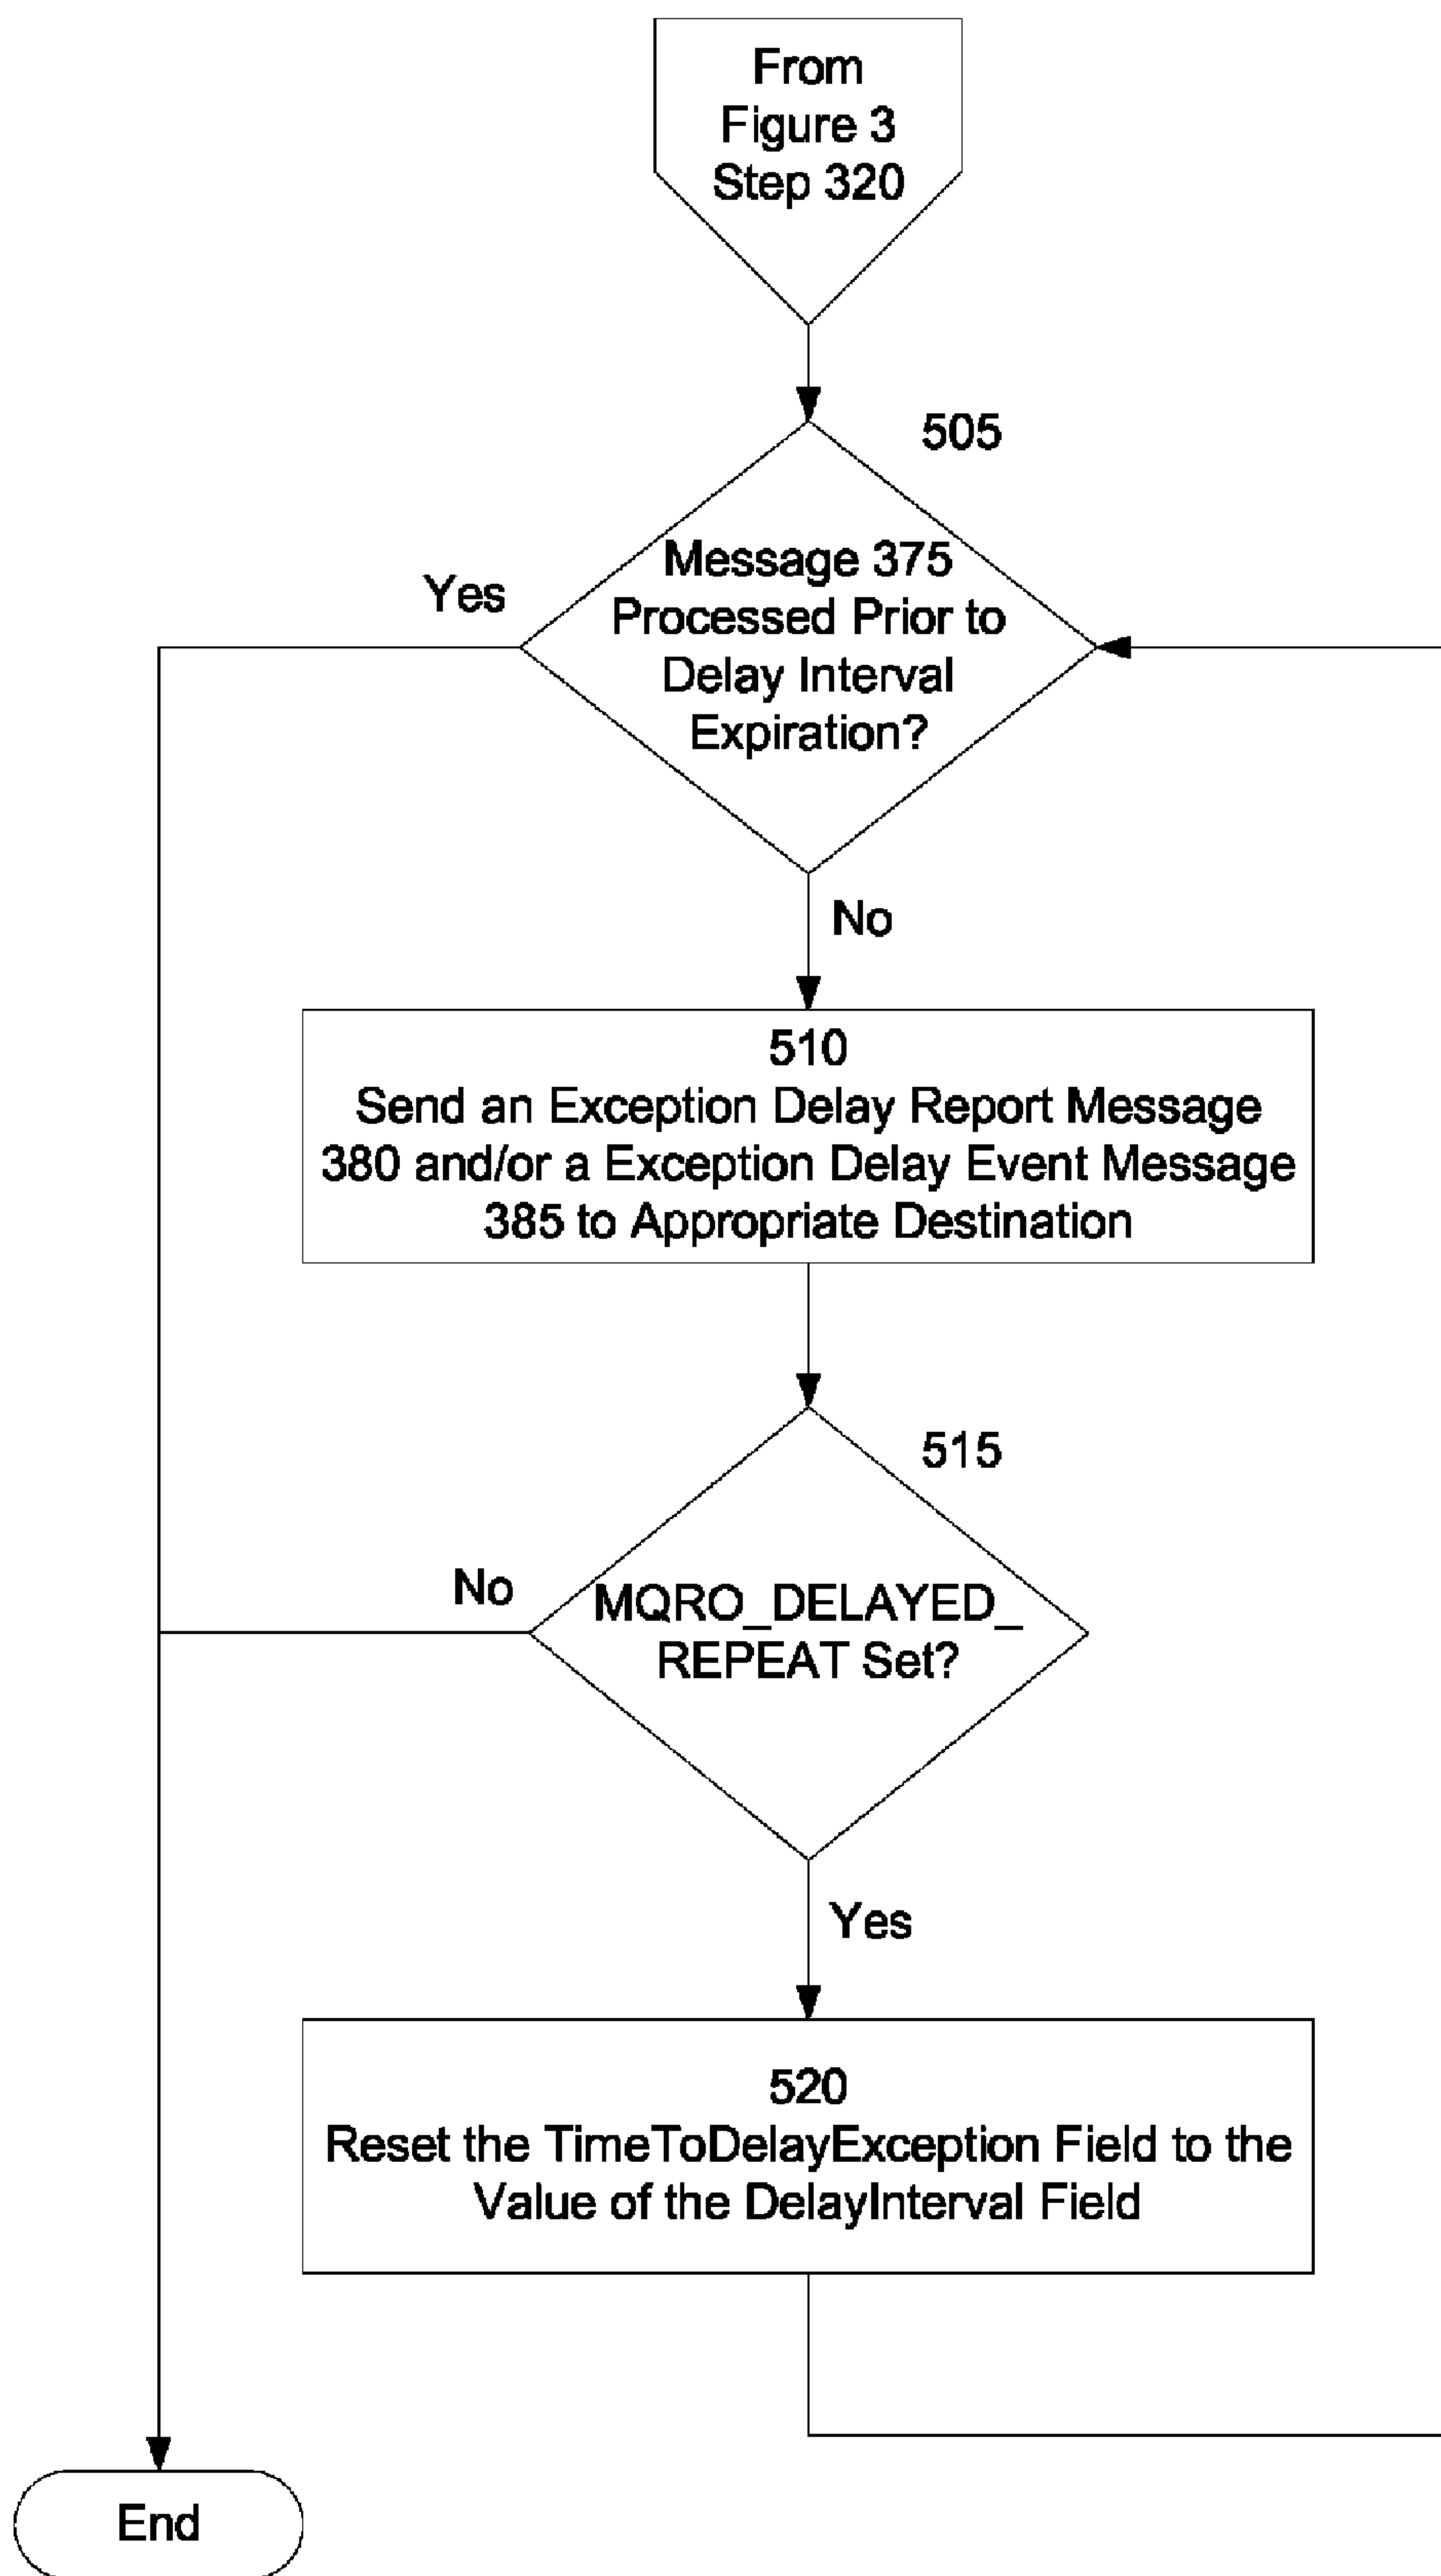 From
Figure 3
Step 320
505
Message 375
Processed Prior to
Delay Interval
Expiration?
Yes
No
510
Send an Exception Delay Report Message
380 and/or a Exception Delay Event Message
385 to Appropriate Destination
515
No
MQRO_DELAYED_
REPEAT Set?
Yes
520
Reset the TimeToDelayException Field to the
Value of the DelayInterval Field
End